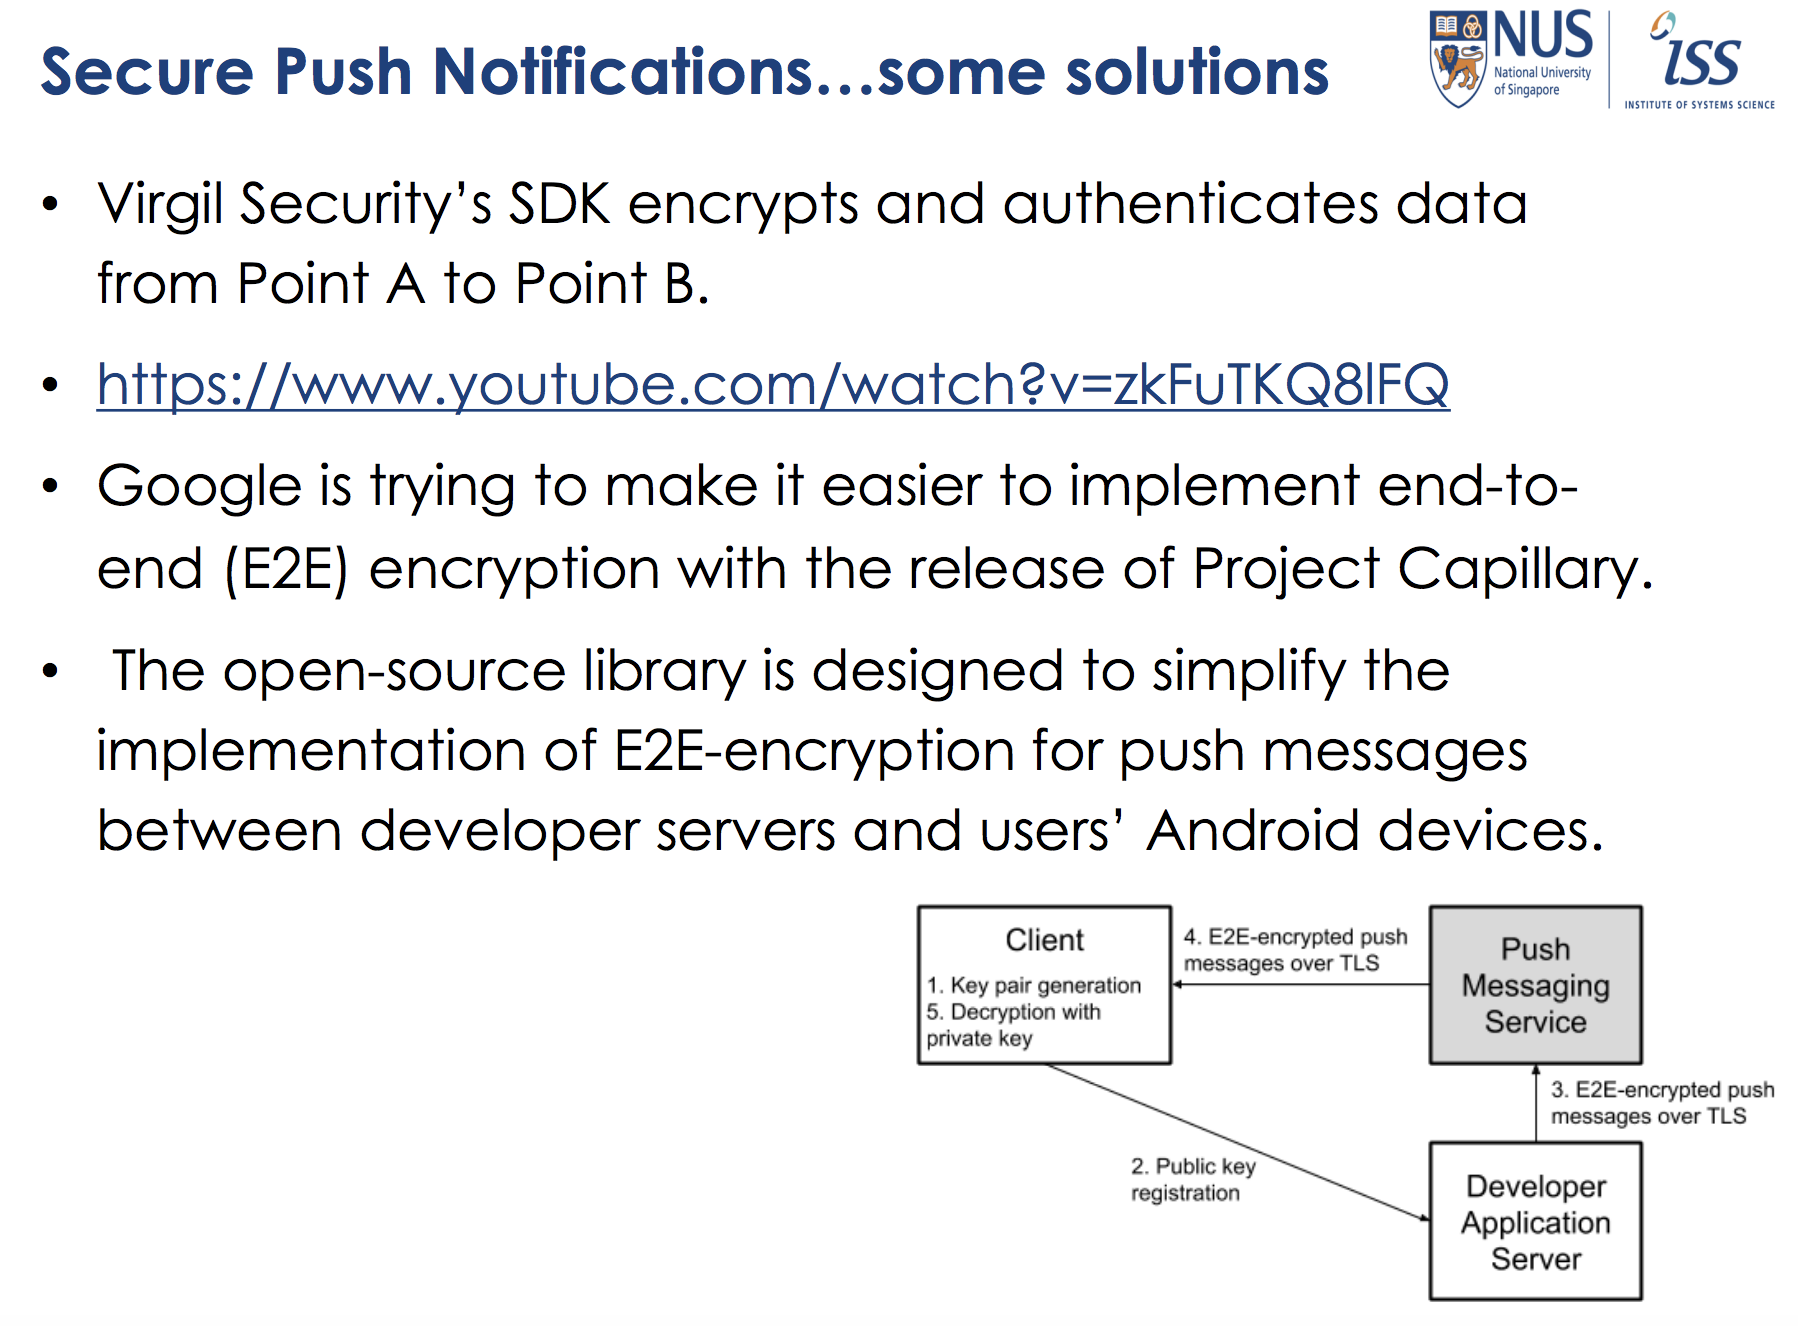 Secure Push Notifications...some solutions
NUS
National University
of Singapore
ISS
INSTITUTE OF SYSTEMS SCIENCE
• Virgil Security’s SDK encrypts and authenticates data
from Point A to Point B.
• https://www.youtube.com/watch?v=zkFuTKQ8lFQ
• Google is trying to make it easier to implement end-to-
end (E2E) encryption with the release of Project Capillary.
• The open-source library is designed to simplify the
implementation of E2E-encryption for push messages
between developer servers and users’ Android devices.
Client
1. Key pair generation
5. Decryption with
private key
4. E2E-encrypted push
messages over TLS
Push
Messaging
Service
3. E2E-encrypted push
messages over TLS
2. Public key
registration
Developer
Application
Server